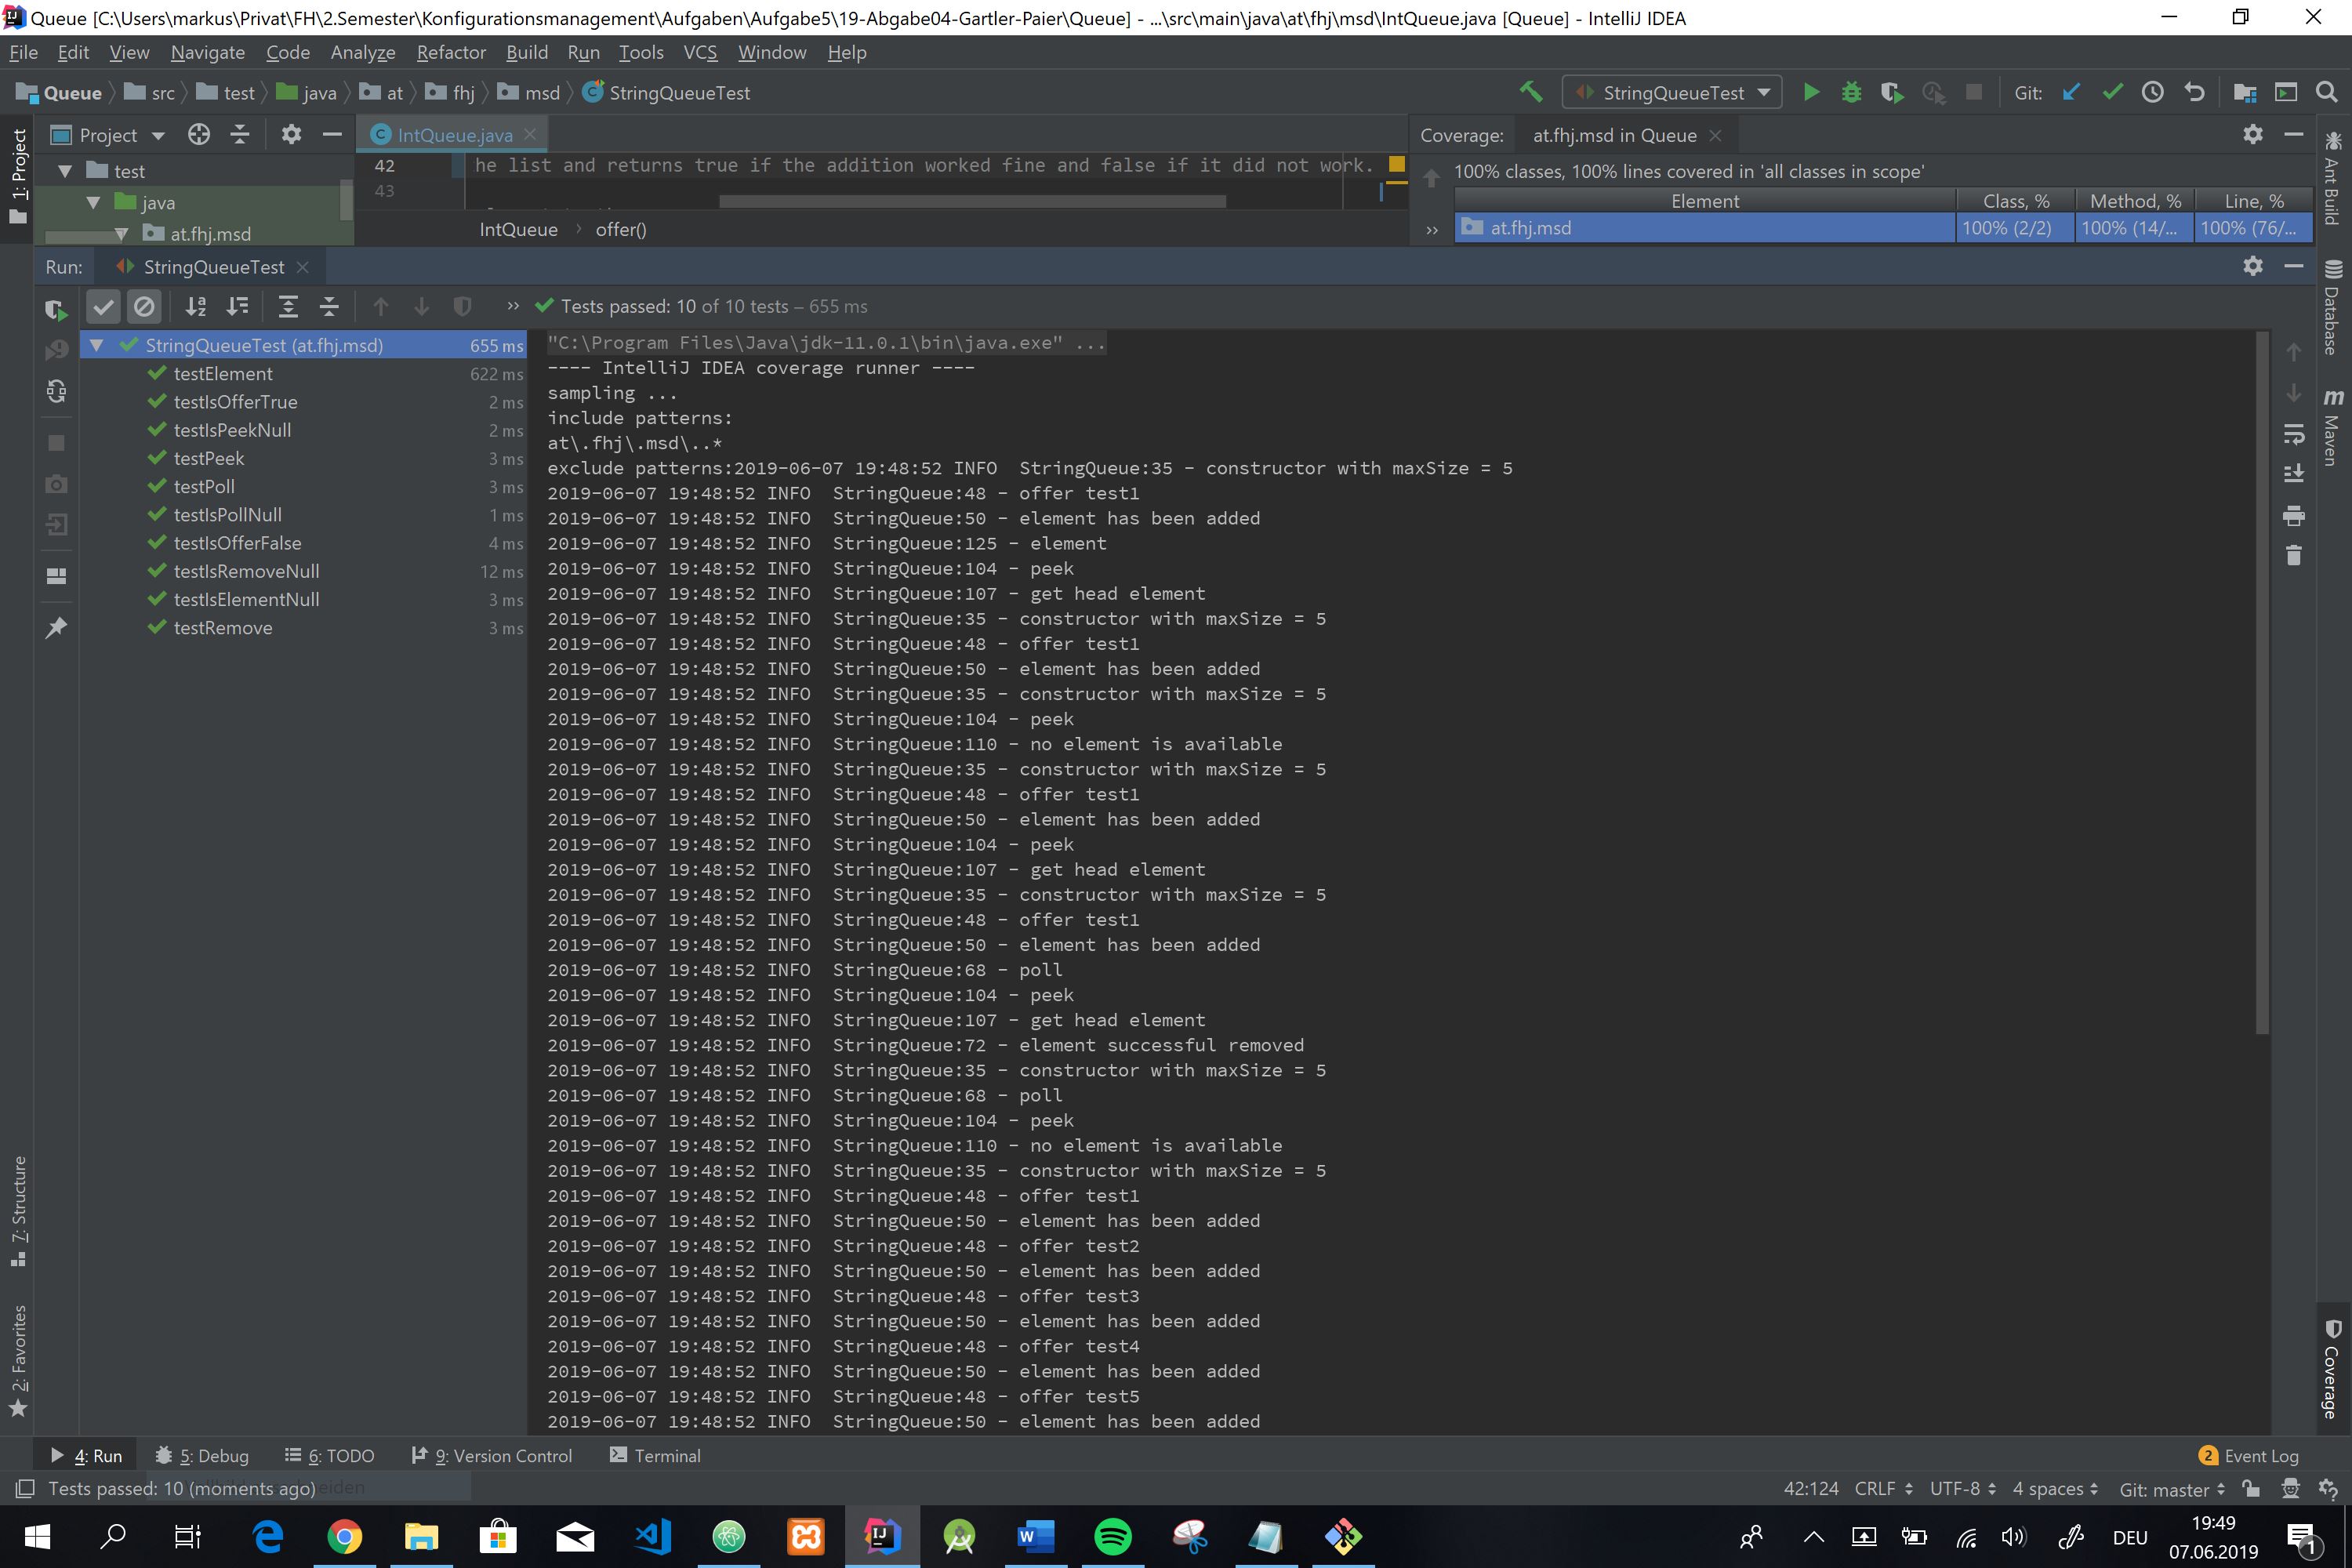 Queue [C:\Users\markus\Privat\FH\2.Semester\Konfigurationsmanagement\Aufgaben\Aufgabe5\19-Abgabe04-Gartler-Paier\Queue] - ...\src\main\java\at\fhj\msd\IntQueue.java [Queue] - IntelliJ IDEA
File Edit View Navigate Code Analyze Refactor Build Run Tools VCS Window Help
Queue src test java at fhj msd StringQueueTest StringQueueTest Git:
1: Project
Project
IntQueue.java
Coverage: at.fhj.msd in Queue
test
java
at.fhj.msd
42 he list and returns true if the addition worked fine and false if it did not work.
43
IntQueue › offer()
100% classes, 100% lines covered in 'all classes in scope'
Element Class, % Method, % Line, %
at.fhj.msd 100% (2/2) 100% (14/... 100% (76/...
Ant Build
Database
Maven
Run: StringQueueTest
Tests passed: 10 of 10 tests – 655 ms
StringQueueTest (at.fhj.msd) 655 ms
testElement 622 ms
testIsOfferTrue 2 ms
testIsPeekNull 2 ms
testPeek 3 ms
testPoll 3 ms
testIsPollNull 1 ms
testIsOfferFalse 4 ms
testIsRemoveNull 12 ms
testIsElementNull 3 ms
testRemove 3 ms
"C:\Program Files\Java\jdk-11.0.1\bin\java.exe" ...
---- IntelliJ IDEA coverage runner ----
sampling ...
include patterns:
at\.fhj\.msd\..*
exclude patterns:2019-06-07 19:48:52 INFO  StringQueue:35 - constructor with maxSize = 5
2019-06-07 19:48:52 INFO  StringQueue:48 - offer test1
2019-06-07 19:48:52 INFO  StringQueue:50 - element has been added
2019-06-07 19:48:52 INFO  StringQueue:125 - element
2019-06-07 19:48:52 INFO  StringQueue:104 - peek
2019-06-07 19:48:52 INFO  StringQueue:107 - get head element
2019-06-07 19:48:52 INFO  StringQueue:35 - constructor with maxSize = 5
2019-06-07 19:48:52 INFO  StringQueue:48 - offer test1
2019-06-07 19:48:52 INFO  StringQueue:50 - element has been added
2019-06-07 19:48:52 INFO  StringQueue:35 - constructor with maxSize = 5
2019-06-07 19:48:52 INFO  StringQueue:104 - peek
2019-06-07 19:48:52 INFO  StringQueue:110 - no element is available
2019-06-07 19:48:52 INFO  StringQueue:35 - constructor with maxSize = 5
2019-06-07 19:48:52 INFO  StringQueue:48 - offer test1
2019-06-07 19:48:52 INFO  StringQueue:50 - element has been added
2019-06-07 19:48:52 INFO  StringQueue:104 - peek
2019-06-07 19:48:52 INFO  StringQueue:107 - get head element
2019-06-07 19:48:52 INFO  StringQueue:35 - constructor with maxSize = 5
2019-06-07 19:48:52 INFO  StringQueue:48 - offer test1
2019-06-07 19:48:52 INFO  StringQueue:50 - element has been added
2019-06-07 19:48:52 INFO  StringQueue:68 - poll
2019-06-07 19:48:52 INFO  StringQueue:104 - peek
2019-06-07 19:48:52 INFO  StringQueue:107 - get head element
2019-06-07 19:48:52 INFO  StringQueue:72 - element successful removed
2019-06-07 19:48:52 INFO  StringQueue:35 - constructor with maxSize = 5
2019-06-07 19:48:52 INFO  StringQueue:68 - poll
2019-06-07 19:48:52 INFO  StringQueue:104 - peek
2019-06-07 19:48:52 INFO  StringQueue:110 - no element is available
2019-06-07 19:48:52 INFO  StringQueue:35 - constructor with maxSize = 5
2019-06-07 19:48:52 INFO  StringQueue:48 - offer test1
2019-06-07 19:48:52 INFO  StringQueue:50 - element has been added
2019-06-07 19:48:52 INFO  StringQueue:48 - offer test2
2019-06-07 19:48:52 INFO  StringQueue:50 - element has been added
2019-06-07 19:48:52 INFO  StringQueue:48 - offer test3
2019-06-07 19:48:52 INFO  StringQueue:50 - element has been added
2019-06-07 19:48:52 INFO  StringQueue:48 - offer test4
2019-06-07 19:48:52 INFO  StringQueue:50 - element has been added
2019-06-07 19:48:52 INFO  StringQueue:48 - offer test5
2019-06-07 19:48:52 INFO  StringQueue:50 - element has been added
7: Structure
2: Favorites
Coverage
4: Run 5: Debug 6: TODO 9: Version Control Terminal 2 Event Log
Tests passed: 10 (moments ago) 42:124 CRLF UTF-8 4 spaces Git: master
DEU
19:49
07.06.2019
1